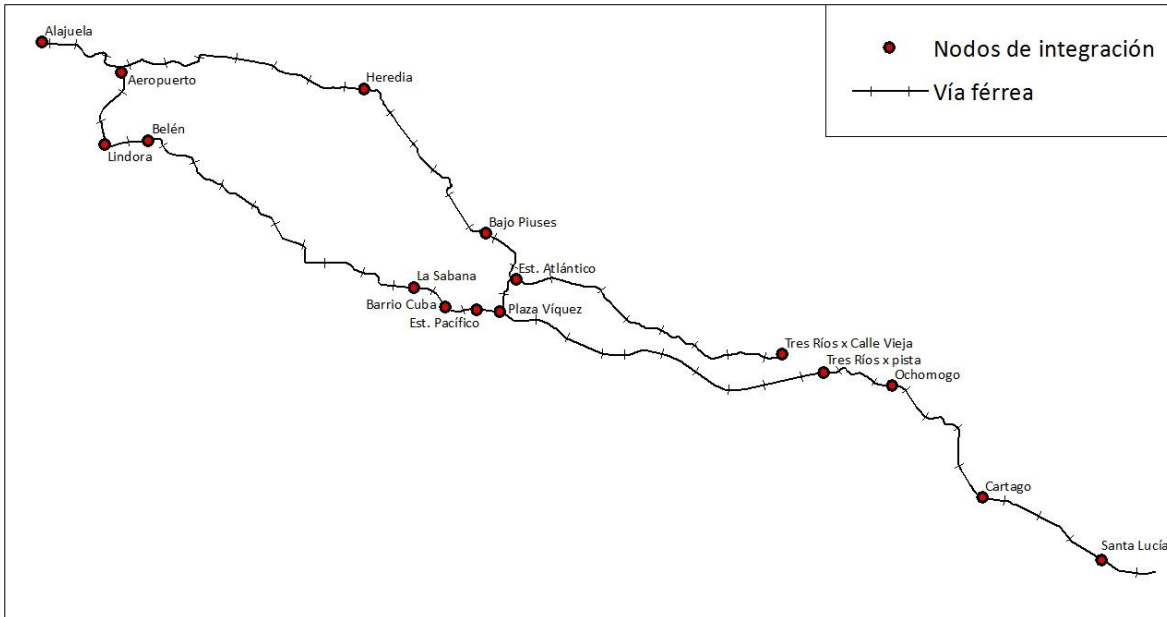 Alajuela
Nodos de integración
Aeropuerto
Heredia
Vía férrea
Belén
Lindora
Bajo Piuses
Est. Atlántico
La Sabana
Barrio Cuba
Est. Pacífico
Plaza Víquez
Tres Ríos x Calle Vieja
Tres Ríos x pista
Ochomogo
Cartago
Santa Lucía